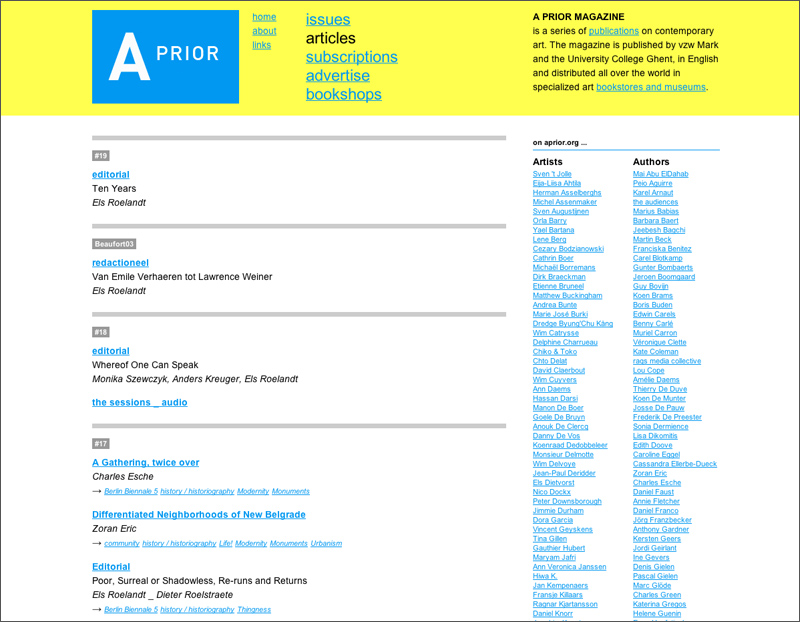 A PRIOR
home
about
links
issues
articles
subscriptions
advertise
bookshops
A PRIOR MAGAZINE
is a series of publications on contemporary
art. The magazine is published by vzw Mark
and the University College Ghent, in English
and distributed all over the world in
specialized art bookstores and museums.
#19
editorial
Ten Years
Els Roelandt
Beaufort03
redactioneel
Van Emile Verhaeren tot Lawrence Weiner
Els Roelandt
#18
editorial
Whereof One Can Speak
Monika Szewczyk, Anders Kreuger, Els Roelandt
the sessions _ audio
#17
A Gathering, twice over
Charles Esche
→ Berlin Biennale 5 history / historiography Modernity Monuments
Differentiated Neighborhoods of New Belgrade
Zoran Eric
→ community history / historiography Life! Modernity Monuments Urbanism
Editorial
Poor, Surreal or Shadowless, Re-runs and Returns
Els Roelandt _ Dieter Roelstraete
→ Berlin Biennale 5 history / historiography Thingness
on aprior.org ...
Artists
Sven 't Jolle
Eija-Liisa Ahtila
Herman Asselberghs
Michel Assenmaker
Sven Augustijnen
Orla Barry
Yael Bartana
Lene Berg
Cezary Bodzianowski
Cathrin Boer
Michaël Borremans
Dirk Braeckman
Etienne Bruneel
Matthew Buckingham
Andrea Bunte
Marie José Burki
Dredge Byung'Chu Käng
Wim Catrysse
Delphine Charrueau
Chiko & Toko
Chto Delat
David Claerbout
Wim Cuyvers
Ann Daems
Hassan Darsi
Manon De Boer
Goele De Bruyn
Anouk De Clercq
Danny De Vos
Koenraad Dedobbeleer
Monsieur Delmotte
Wim Delvoye
Jean-Paul Deridder
Els Dietvorst
Nico Dockx
Peter Downsborough
Jimmie Durham
Dora Garcia
Vincent Geyskens
Tina Gillen
Gauthier Hubert
Maryam Jafri
Ann Veronica Janssen
Hiwa K.
Jan Kempenaers
Fransje Killaars
Ragnar Kjartansson
Daniel Knorr
Authors
Mai Abu ElDahab
Peio Aguirre
Karel Arnaut
the audiences
Marius Babias
Barbara Baert
Jeebesh Bagchi
Martin Beck
Franciska Benitez
Carel Blotkamp
Gunter Bombaerts
Jeroen Boomgaard
Guy Bovijn
Koen Brams
Boris Buden
Edwin Carels
Benny Carlé
Muriel Carron
Véronique Clette
Kate Coleman
raqs media collective
Lou Cope
Amélie Daems
Thierry De Duve
Koen De Munter
Josse De Pauw
Frederik De Preester
Sonia Dermience
Lisa Dikomitis
Edith Doove
Caroline Eggel
Cassandra Ellerbe-Dueck
Zoran Eric
Charles Esche
Daniel Faust
Annie Fletcher
Daniel Franco
Jörg Franzbecker
Anthony Gardner
Kersten Geers
Jordi Geirlant
Ine Gevers
Denis Gielen
Pascal Gielen
Marc Glöde
Charles Green
Katerina Gregos
Helene Guenin